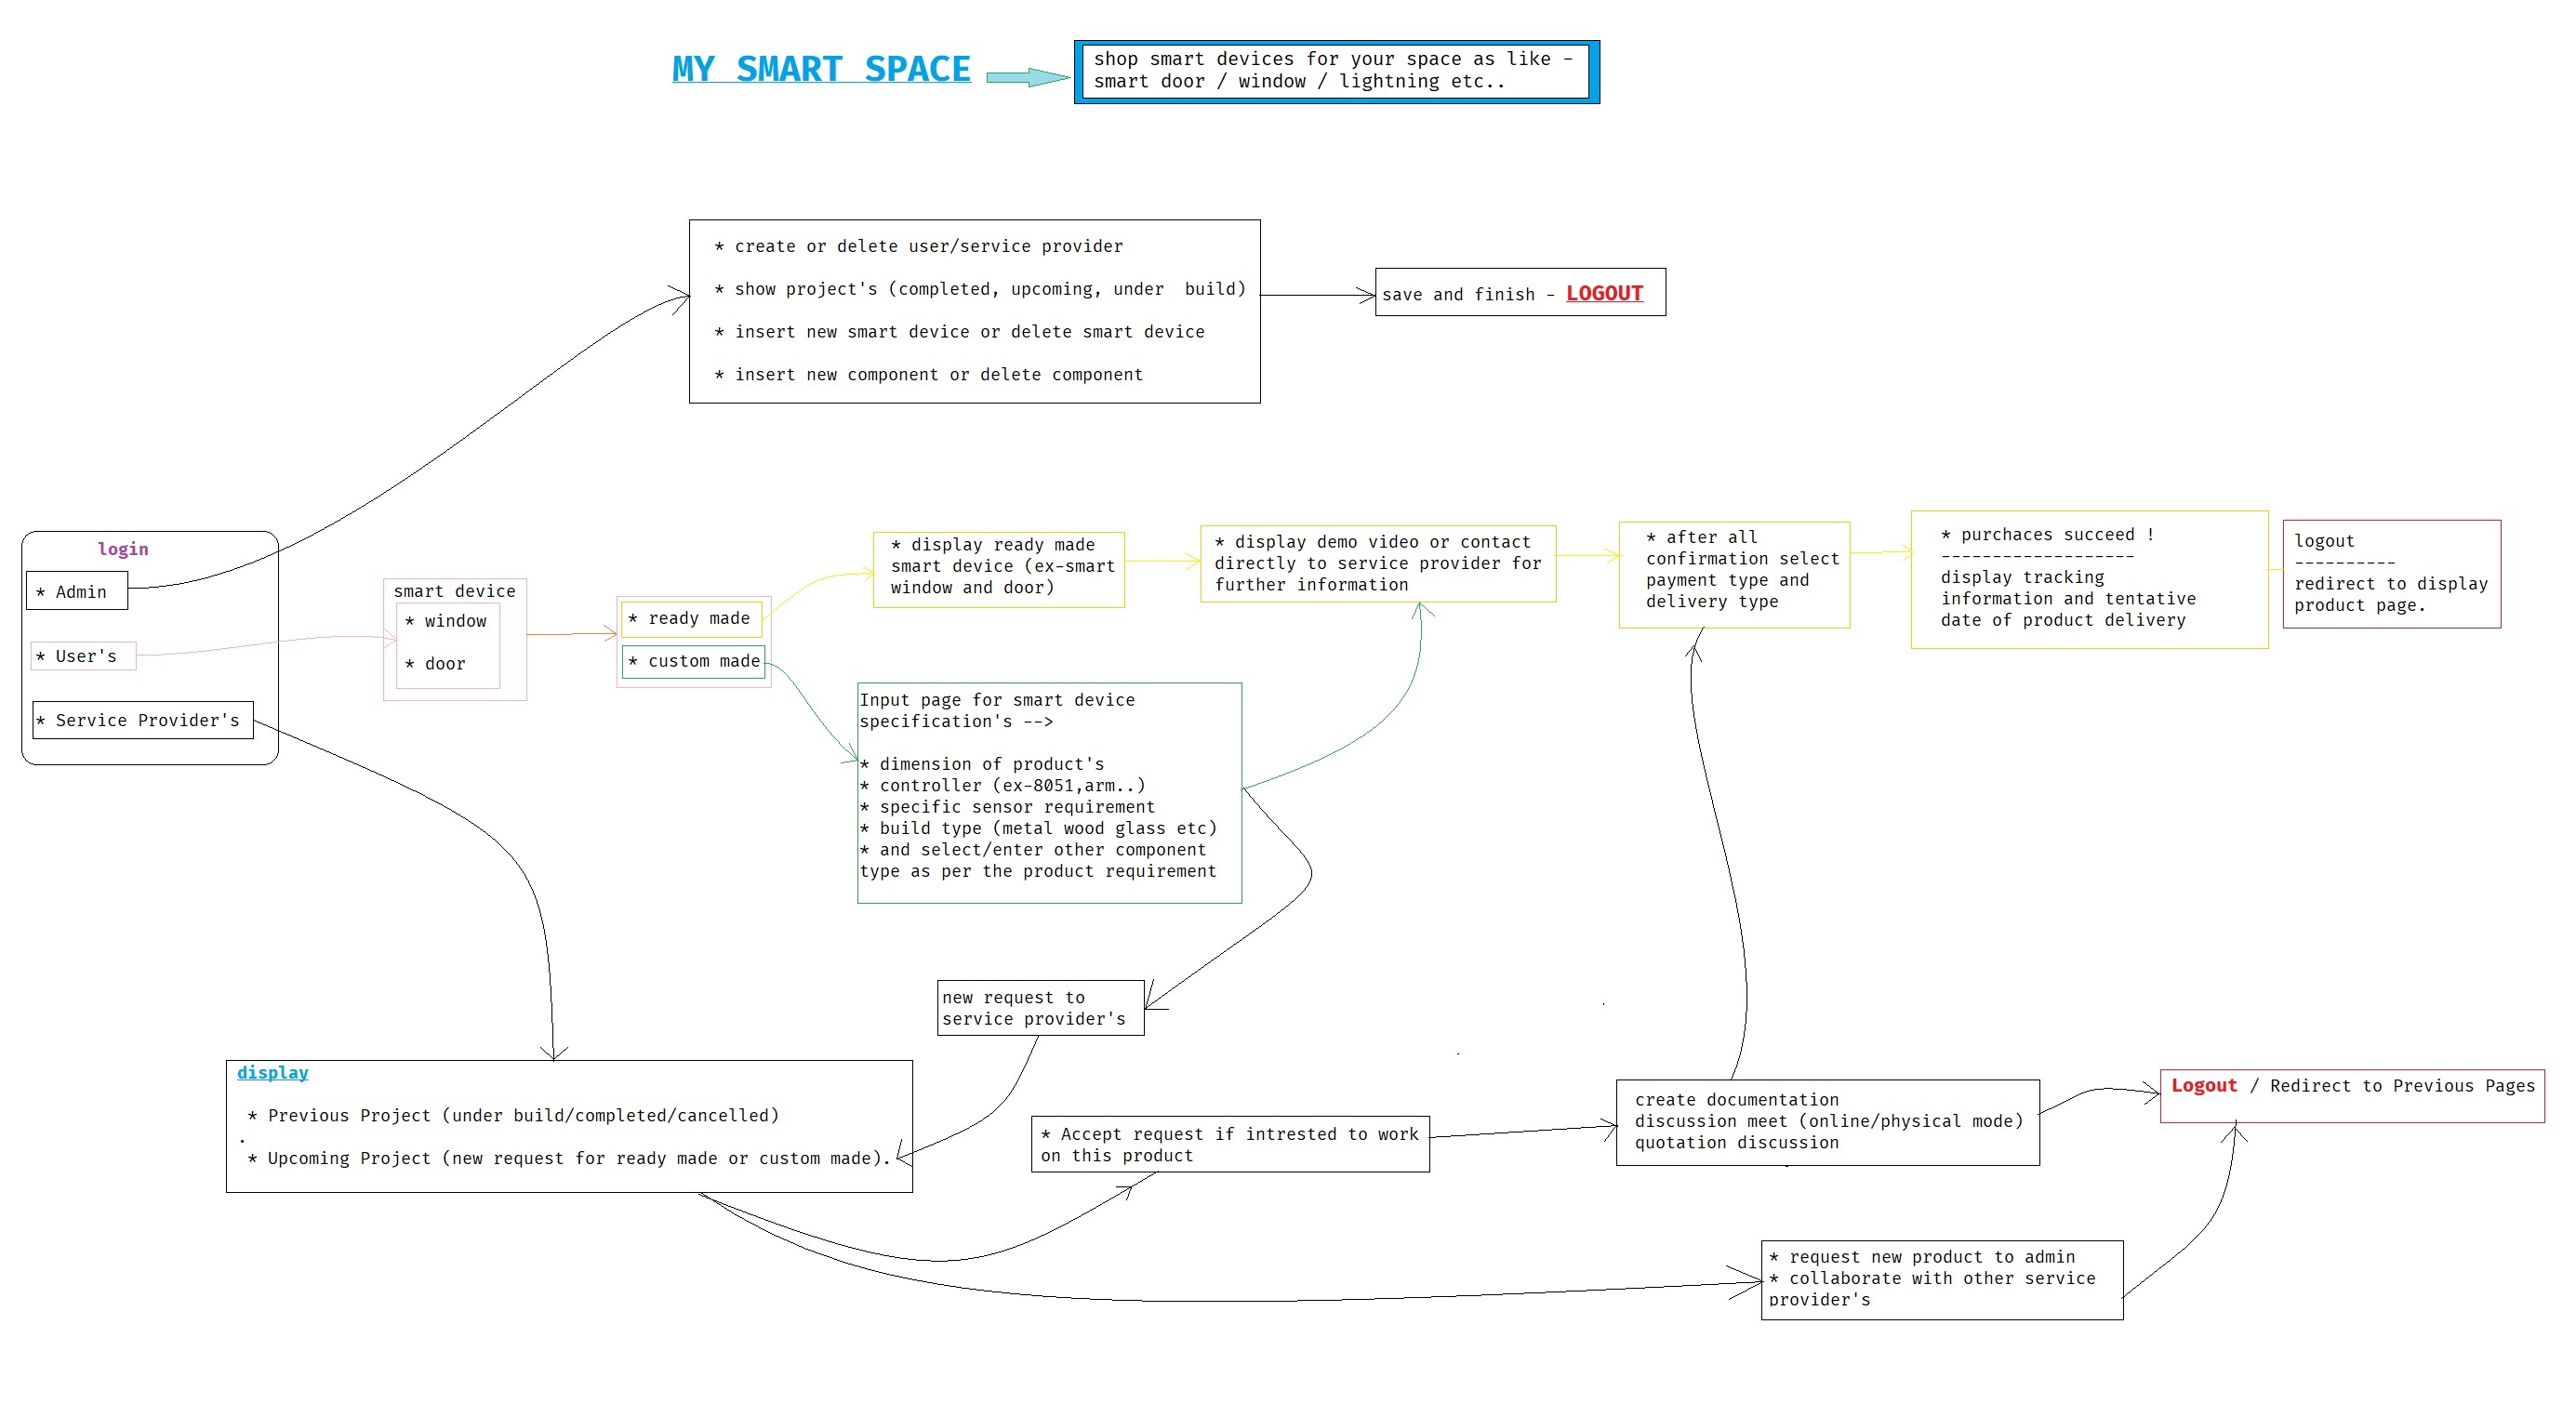 MY SMART SPACE
shop smart devices for your space as like -
smart door / window / lightning etc..
* create or delete user/service provider
* show project's (completed, upcoming, under  build)
* insert new smart device or delete smart device
* insert new component or delete component
save and finish - LOGOUT
login
* Admin
* User's
* Service Provider's
smart device
* window
* door
* ready made
* custom made
* display ready made
smart device (ex-smart
window and door)
* display demo video or contact
directly to service provider for
further information
* after all
confirmation select
payment type and
delivery type
* purchaces succeed !
-------------------
display tracking
information and tentative
date of product delivery
logout
----------
redirect to display
product page.
Input page for smart device
specification's -->
* dimension of product's
* controller (ex-8051,arm..)
* specific sensor requirement
* build type (metal wood glass etc)
* and select/enter other component
type as per the product requirement
new request to
service provider's
display
* Previous Project (under build/completed/cancelled)
.
* Upcoming Project (new request for ready made or custom made).
* Accept request if intrested to work
on this product
create documentation
discussion meet (online/physical mode)
quotation discussion
Logout / Redirect to Previous Pages
* request new product to admin
* collaborate with other service
provider's